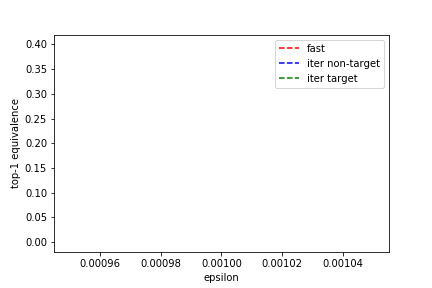 0.40
0.35
0.30
0.25
0.20
0.15
0.10
0.05
0.00
top-1 equivalence
fast
iter non-target
iter target
0.00096
0.00098
0.00100
0.00102
0.00104
epsilon